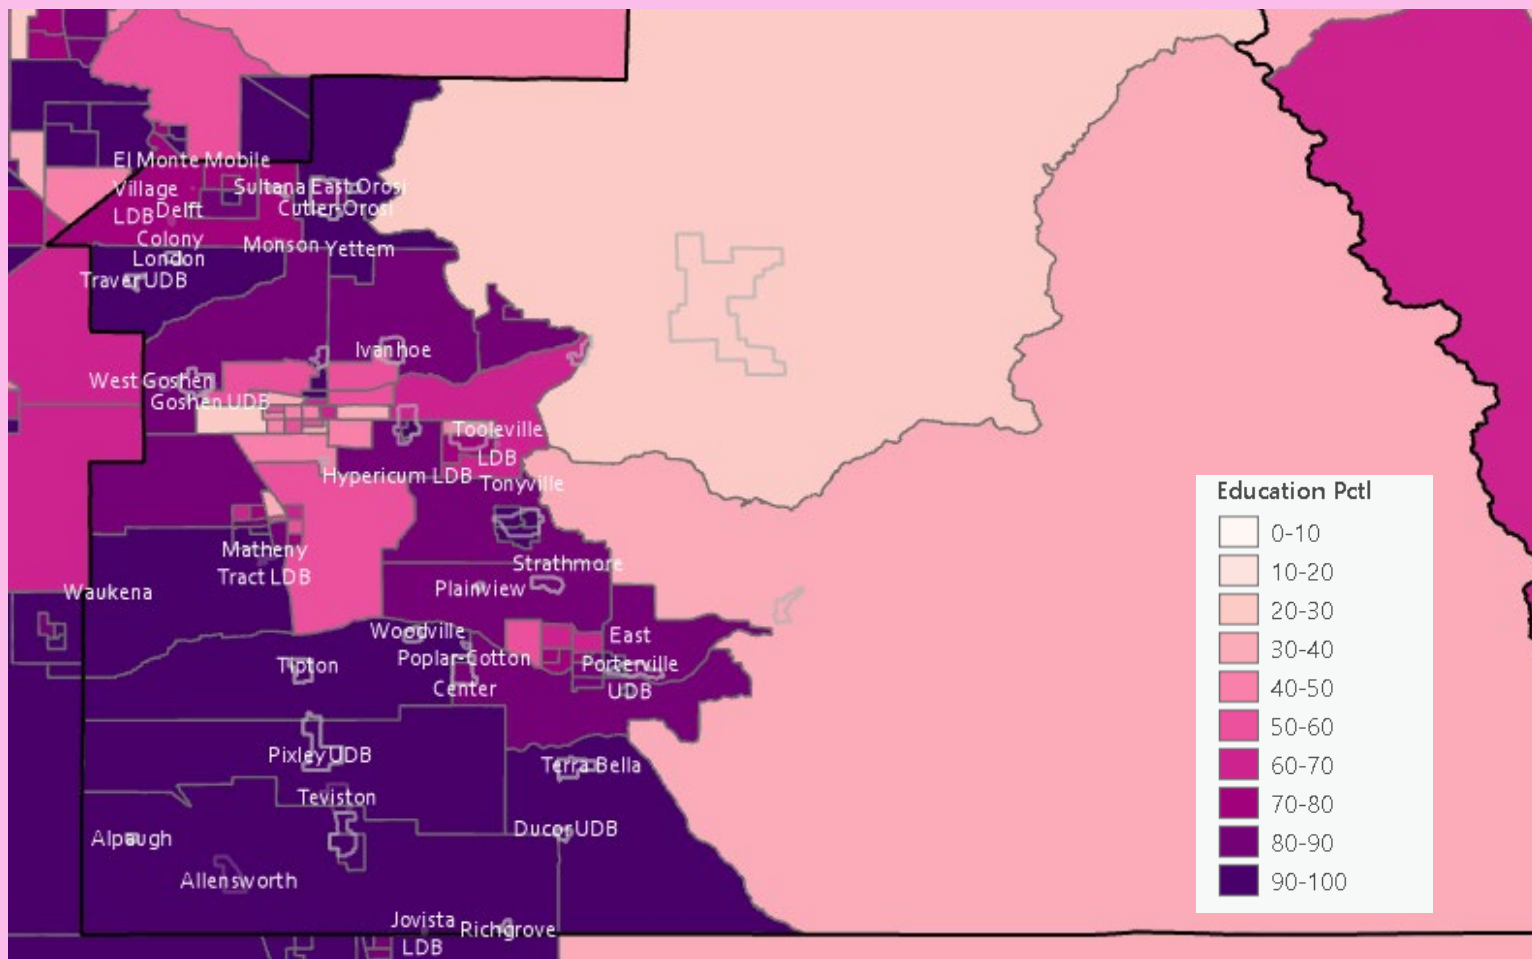 El Monte Mobile
Village
LDB
Delft
Colony
Sultana East Orosi
Cutler-Orosi
Monson Yettem
London
Traver UDB
Ivanhoe
West Goshen
Goshen UDB
Tooleville
LDB
Hypericum LDB
Tonyville
Matheny
Tract LDB
Strathmore
Plainview
Waukena
Woodville
East
Porterville
UDB
Poplar-Cotton
Center
Tipton
Pixley UDB
Terra Bella
Teviston
Ducor UDB
Alpaugh
Allensworth
Jovista
LDB
Richgrove
Education Pctl
0-10
10-20
20-30
30-40
40-50
50-60
60-70
70-80
80-90
90-100